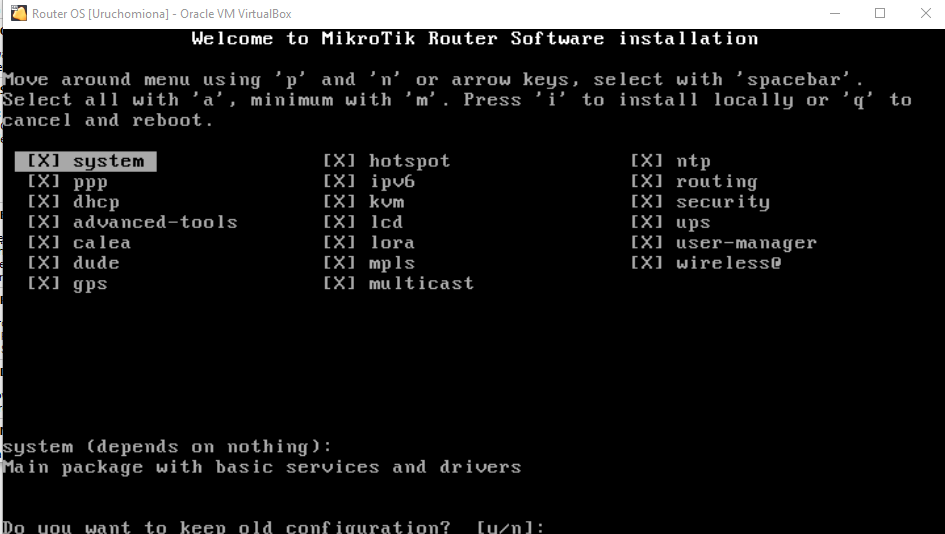 Router OS [Uruchomiona] - Oracle VM VirtualBox
Welcome to MikroTik Router Software installation
Move around menu using 'p' and 'n' or arrow keys, select with 'spacebar'.
Select all with 'a', minimum with 'm'. Press 'i' to install locally or 'q' to
cancel and reboot.
[X] system [X] hotspot [X] ntp
[X] ppp [X] ipv6 [X] routing
[X] dhcp [X] kvm [X] security
[X] advanced-tools [X] lcd [X] ups
[X] calea [X] lora [X] user-manager
[X] dude [X] mpls [X] wireless@
[X] gps [X] multicast
system (depends on nothing):
Main package with basic services and drivers
Do you want to keep old configuration? [y/n]: